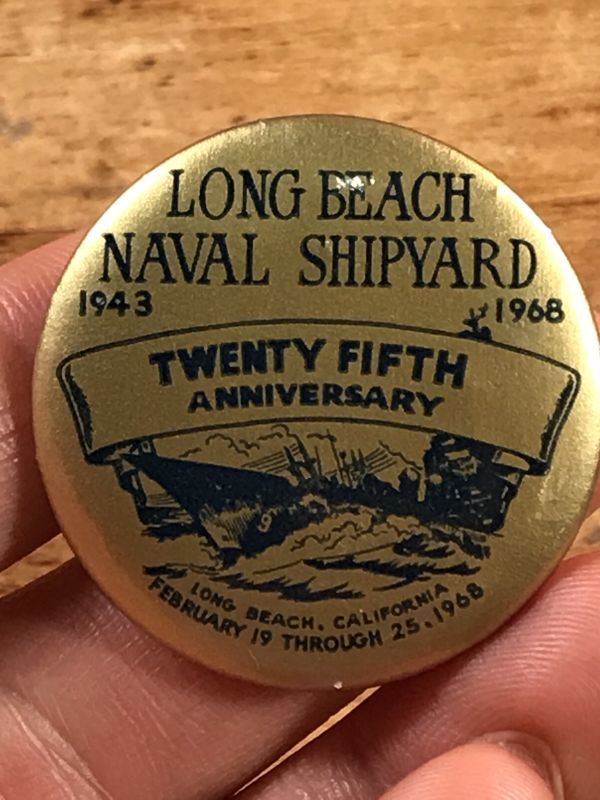 LONG BEACH
NAVAL SHIPYARD
1943 1968
TWENTY FIFTH
ANNIVERSARY
LONG BEACH, CALIFORNIA
FEBRUARY 19 THROUGH 25, 1968